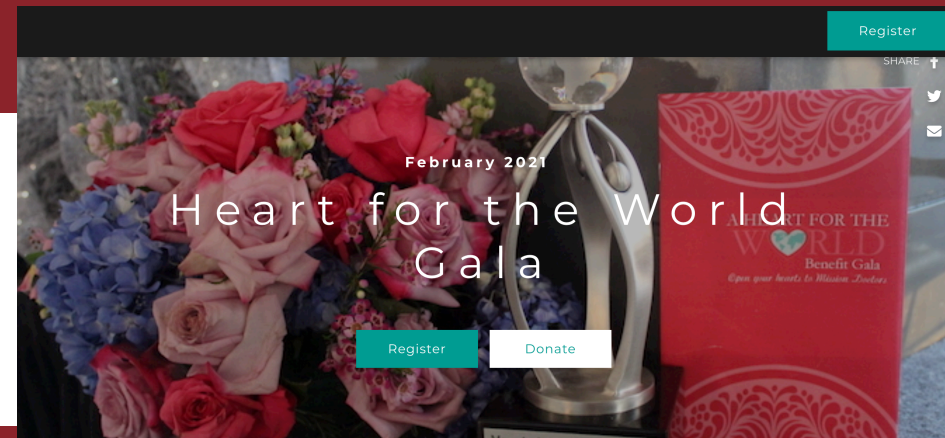 Register
SHARE
February 2021
Heart for the World
Gala
A HEART FOR THE
WORLD
Benefit Gala
Open your hearts to Mission Doctors
Register
Donate